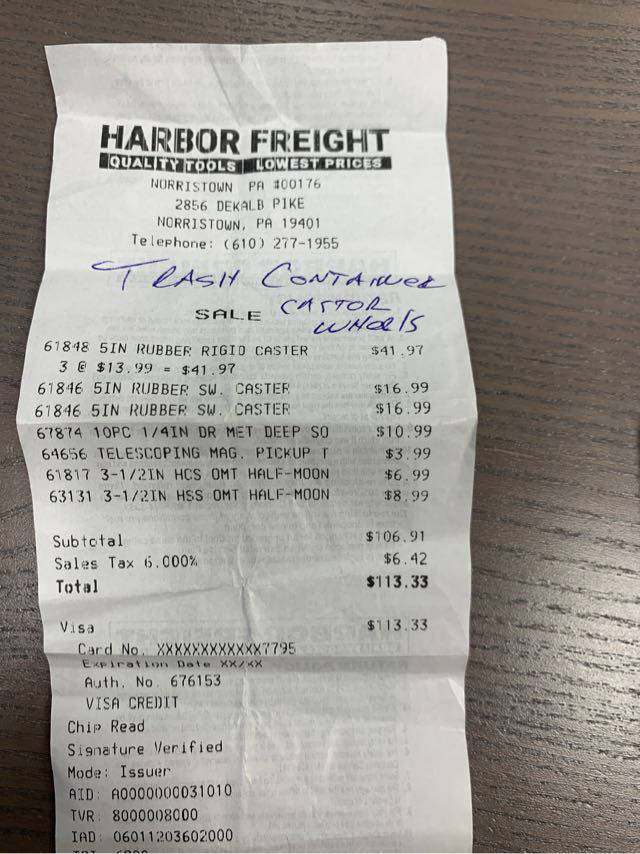 HARBOR FREIGHT
QUALITY TOOLS LOWEST PRICES
NORRISTOWN PA #00176
2856 DEKALB PIKE
NORRISTOWN, PA 19401
Telephone: (610) 277-1955
TRASH CONTAINER
CASTOR
WHEELS
SALE
61848 5IN RUBBER RIGID CASTER $41.97
3 @ $13.99 = $41.97
61846 5IN RUBBER SW. CASTER $16.99
61846 5IN RUBBER SW. CASTER $16.99
67874 10PC 1/4IN DR MET DEEP SO $10.99
64656 TELESCOPING MAG. PICKUP T $3.99
61817 3-1/2IN HCS OMT HALF-MOON $6.99
63131 3-1/2IN HSS OMT HALF-MOON $8.99
Subtotal $106.91
Sales Tax 6.000% $6.42
Total $113.33
Visa $113.33
Card No. XXXXXXXXXXXX7795
Expiration Date XX/XX
Auth. No. 676153
VISA CREDIT
Chip Read
Signature Verified
Mode: Issuer
AID: A0000000031010
TVR: 8000008000
IAD: 06011203602000